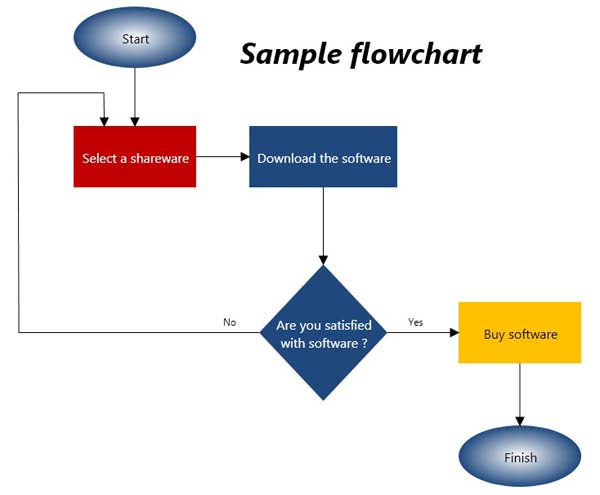 Start
Sample flowchart
Select a shareware
Download the software
Are you satisfied
with software ?
No
Yes
Buy software
Finish